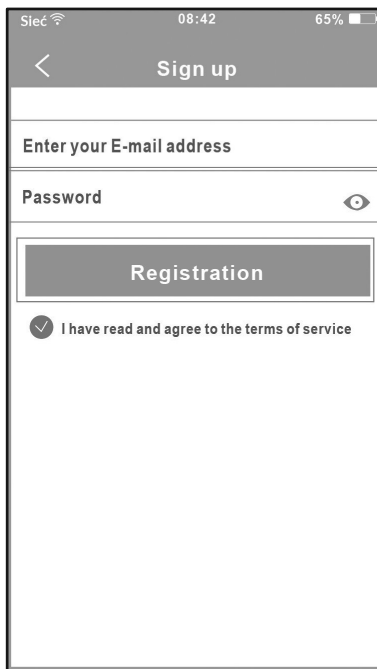 Sieć 08:42 65%
Sign up
Enter your E-mail address
Password
Registration
I have read and agree to the terms of service